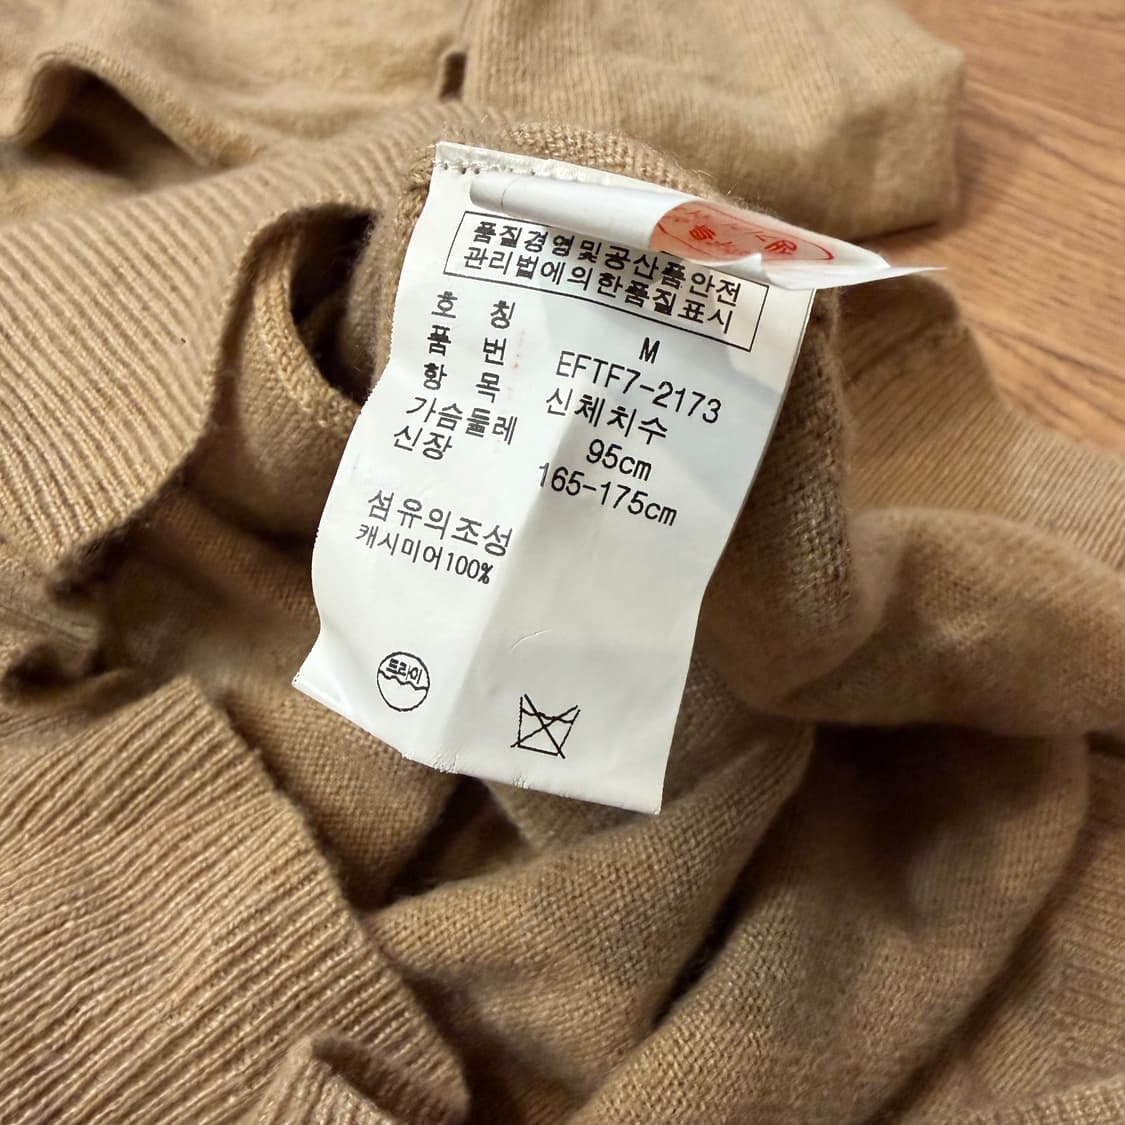 품질경영및공산품안전
관리법에의한품질표시
호 칭 M
품 번 EFTF7-2173
항 목 신체치수
가슴둘레 95cm
신장 165-175cm
섬유의조성
캐시미어100%
드라이